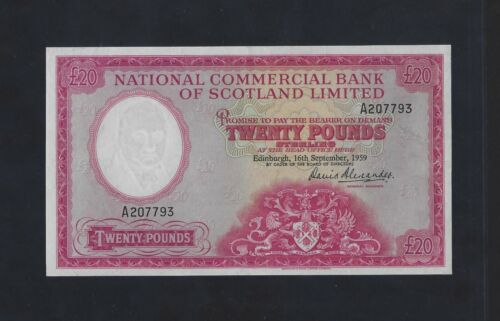 £20 £20
NATIONAL COMMERCIAL BANK
OF SCOTLAND LIMITED
A207793
PROMISE TO PAY THE BEARER ON DEMAND
TWENTY POUNDS
STERLING
AT THE HEAD OFFICE HERE
Edinburgh, 16th September, 1959
BY ORDER OF THE BOARD OF DIRECTORS
David Alexander
GENERAL MANAGER
A207793
TWENTY·POUNDS
£20